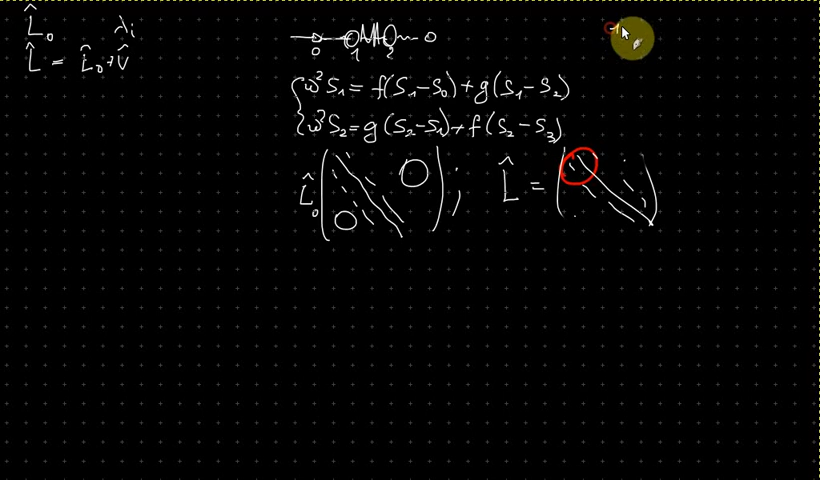 L̂₀ λᵢ
L̂ = L̂₀ + V̂
0 1 2
ω²S₁ = f(S₁ − S₀) + g(S₁ − S₂)
ω²S₂ = g(S₂ − S₁) + f(S₂ − S₃)
L̂₀ ( 0 0 ) ; L̂ = ( )